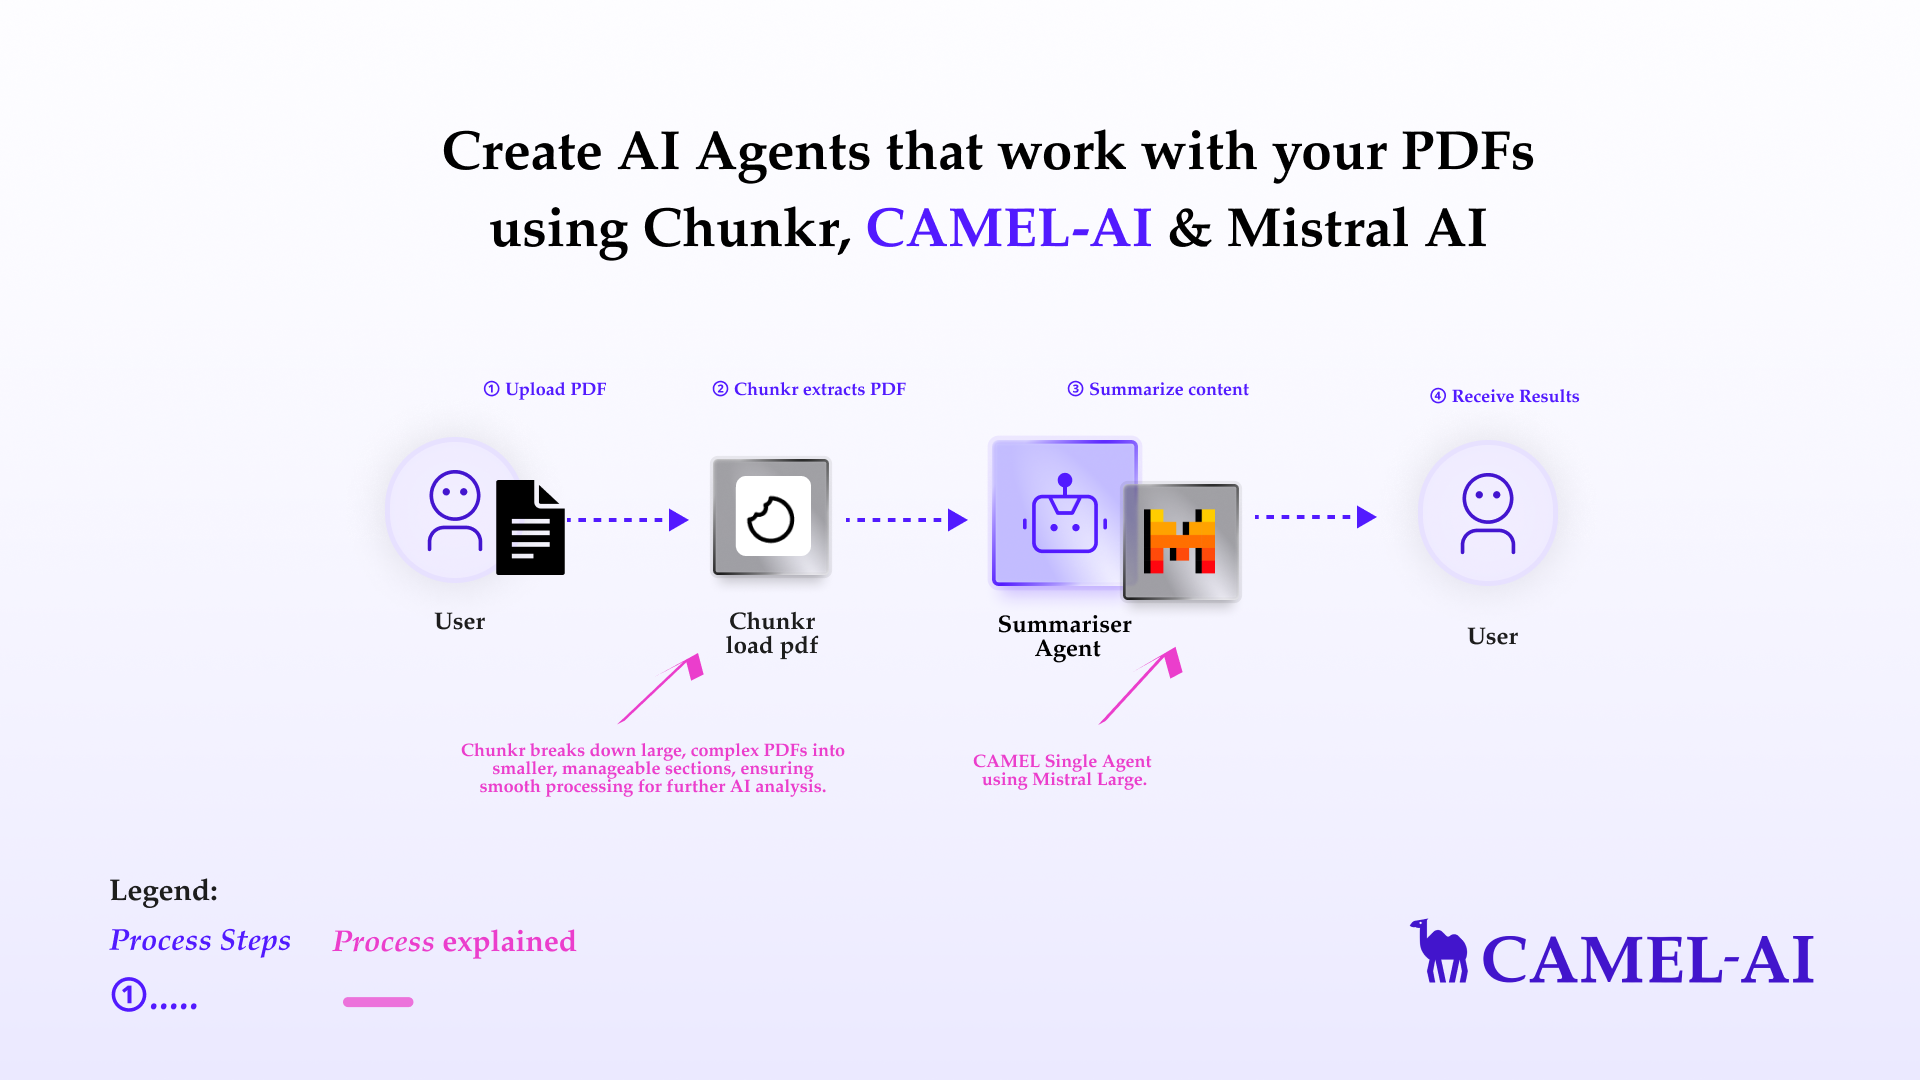 Create AI Agents that work with your PDFs
using Chunkr, CAMEL-AI & Mistral AI
① Upload PDF
② Chunkr extracts PDF
③ Summarize content
④ Receive Results
User
Chunkr
load pdf
Summariser
Agent
User
Chunkr breaks down large, complex PDFs into
smaller, manageable sections, ensuring
smooth processing for further AI analysis.
CAMEL Single Agent
using Mistral Large.
Legend:
Process Steps
Process explained
①.....
CAMEL-AI